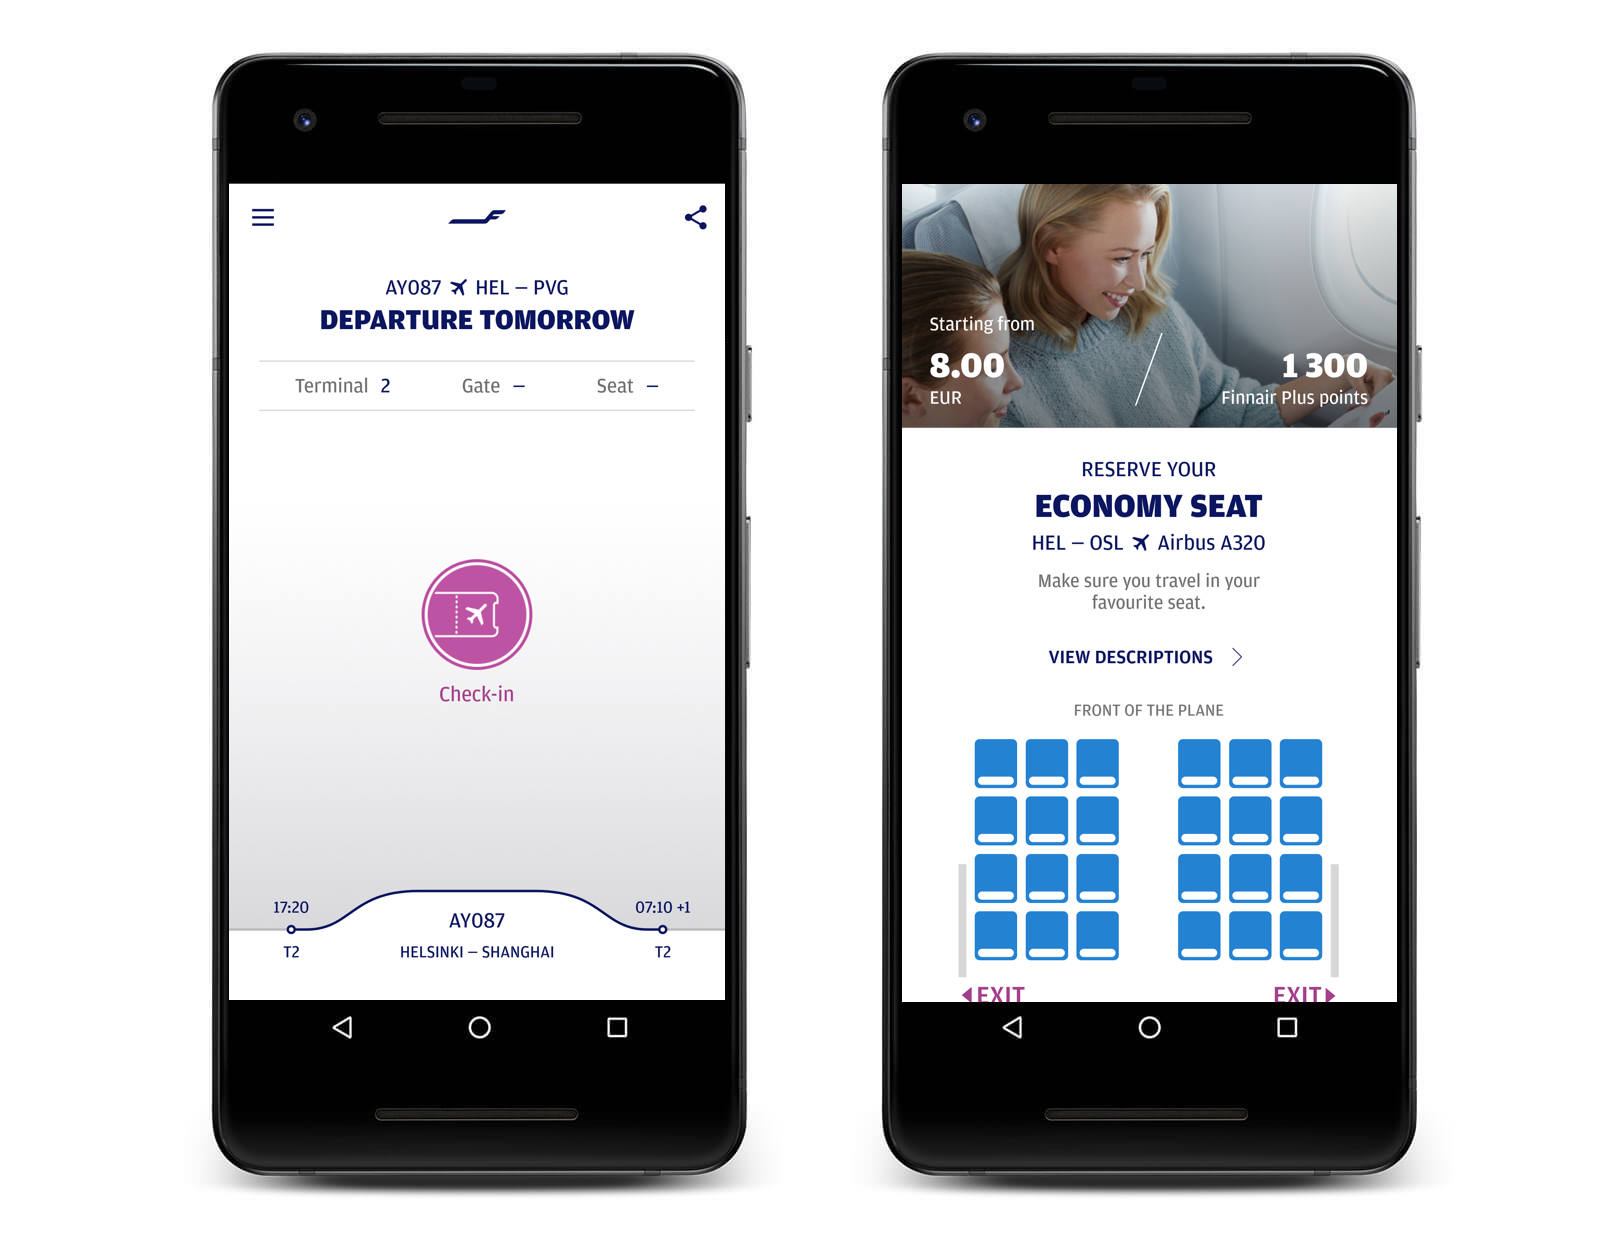 AY087 HEL – PVG
DEPARTURE TOMORROW
Terminal 2 Gate – Seat –
Check-in
17:20 07:10 +1
AY087
T2 HELSINKI – SHANGHAI T2
Starting from
8.00 1 300
EUR Finnair Plus points
RESERVE YOUR
ECONOMY SEAT
HEL – OSL Airbus A320
Make sure you travel in your
favourite seat.
VIEW DESCRIPTIONS
FRONT OF THE PLANE
EXIT EXIT